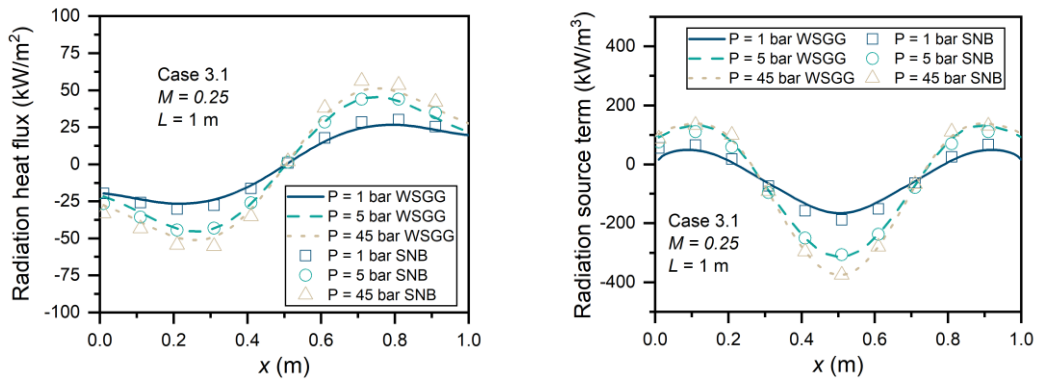 Radiation heat flux (kW/m²)
100
75
50
25
0
-25
-50
-75
-100
Case 3.1
M = 0.25
L = 1 m
P = 1 bar WSGG
P = 5 bar WSGG
P = 45 bar WSGG
P = 1 bar SNB
P = 5 bar SNB
P = 45 bar SNB
0.0 0.2 0.4 0.6 0.8 1.0
x (m)
Radiation source term (kW/m³)
400
200
0
-200
-400
P = 1 bar WSGG P = 1 bar SNB
P = 5 bar WSGG P = 5 bar SNB
P = 45 bar WSGG P = 45 bar SNB
Case 3.1
M = 0.25
L = 1 m
0.0 0.2 0.4 0.6 0.8 1.0
x (m)